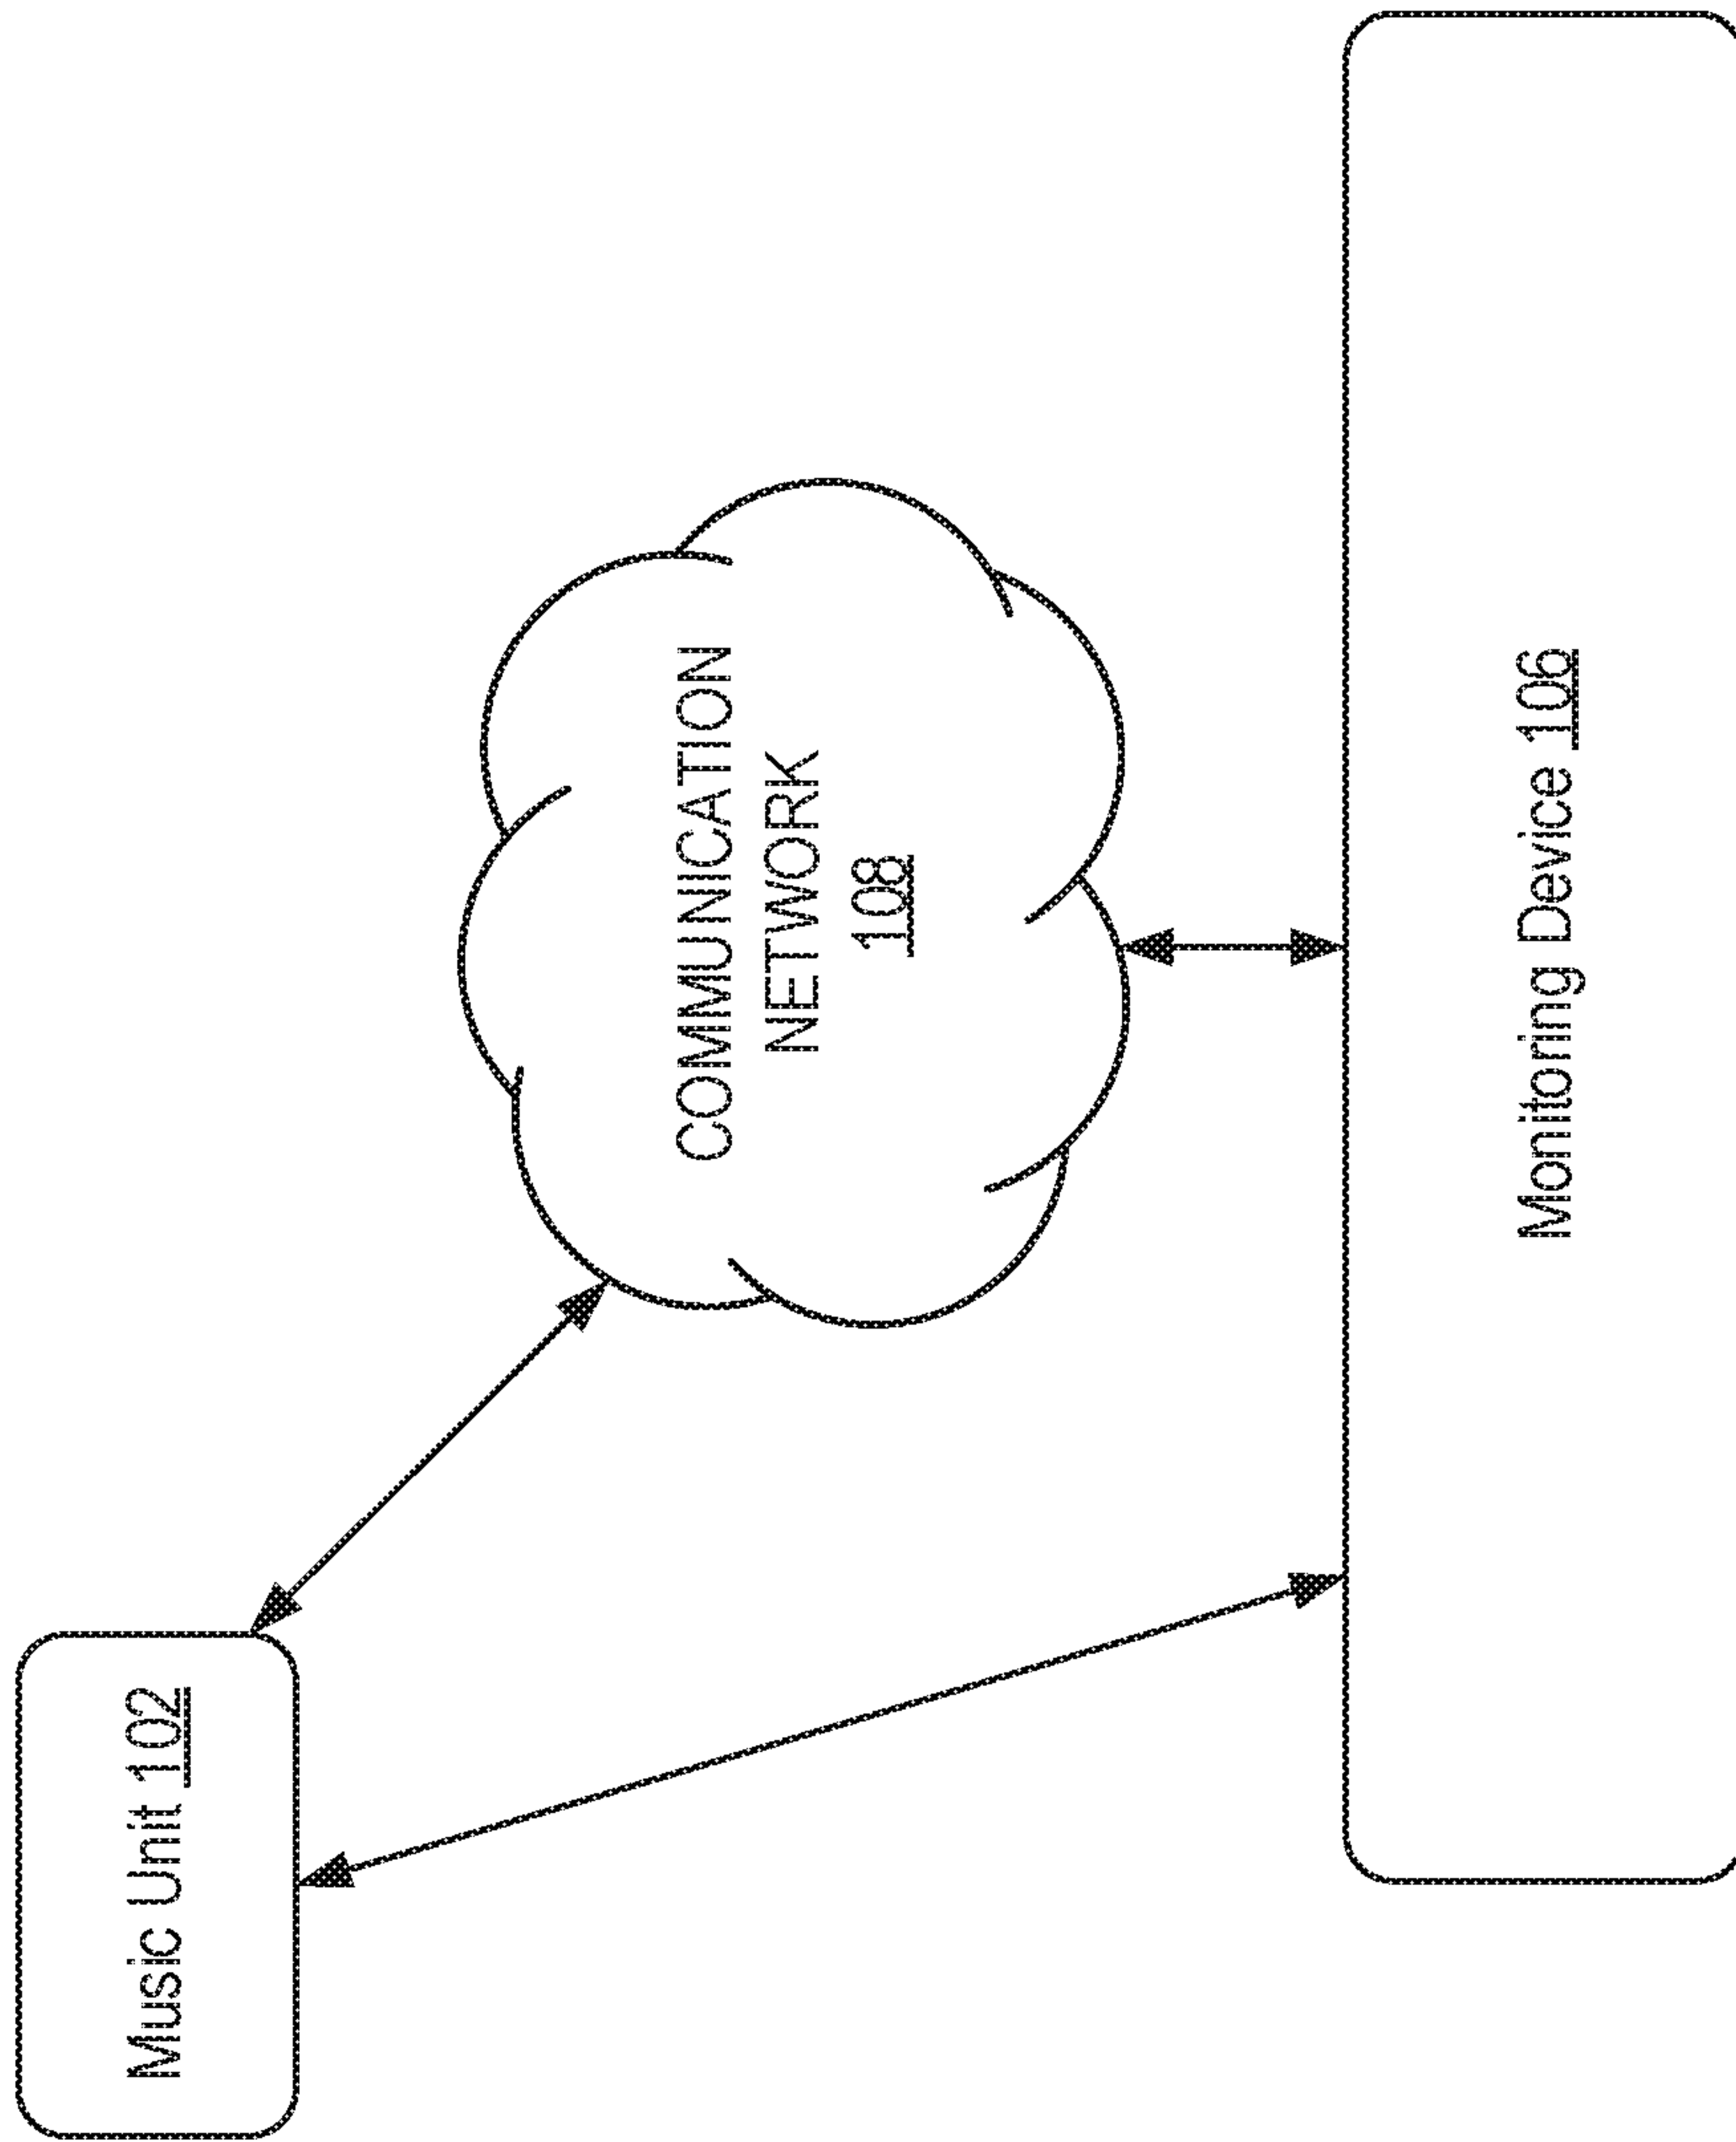 Music Unit 102
COMMUNICATION
NETWORK
108
Monitoring Device 106